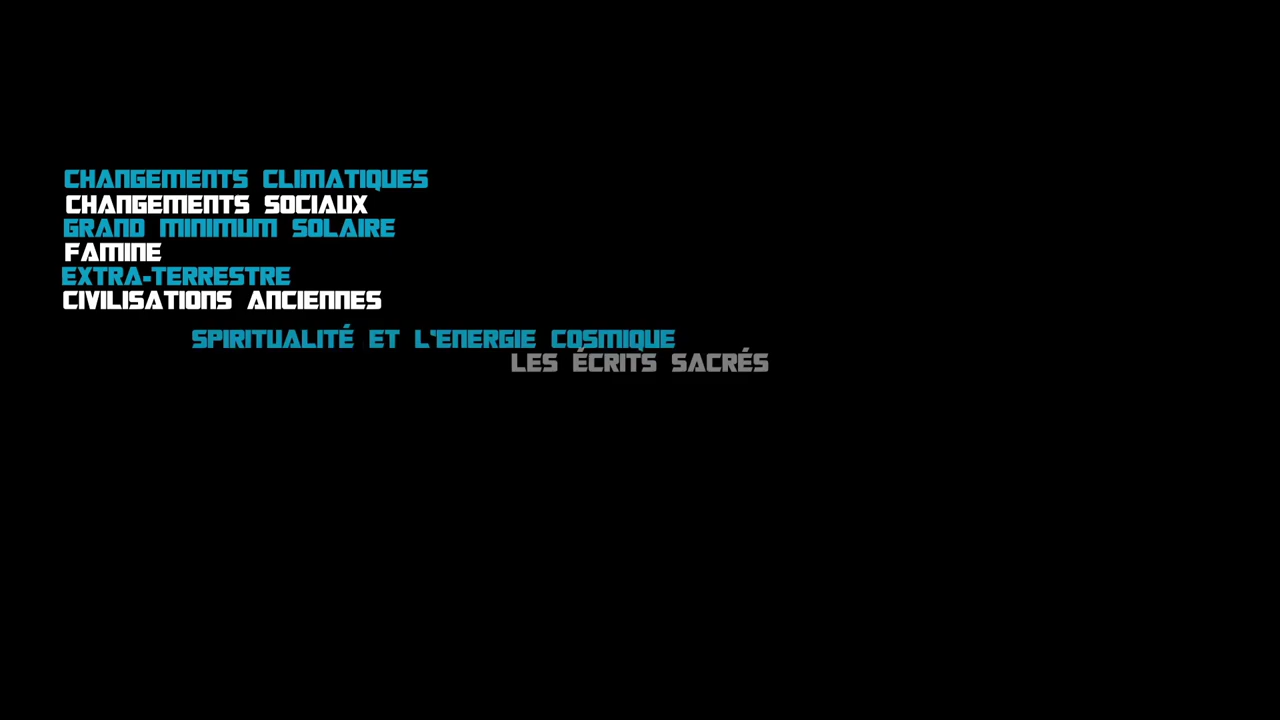 CHANGEMENTS CLIMATIQUES
CHANGEMENTS SOCIAUX
GRAND MINIMUM SOLAIRE
FAMINE
EXTRA-TERRESTRE
CIVILISATIONS ANCIENNES
SPIRITUALITÉ ET L'ENERGIE COSMIQUE
LES ÉCRITS SACRÉS